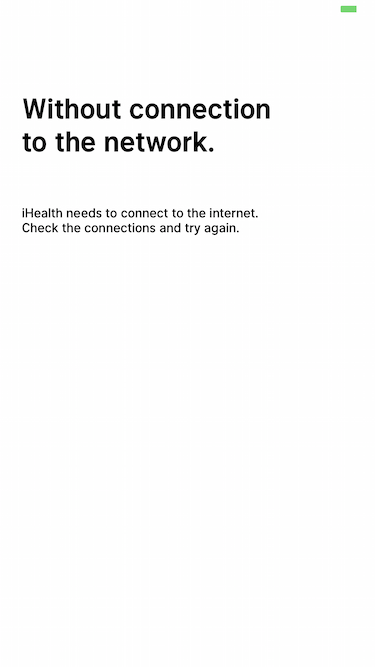 Without connection
to the network.
iHealth needs to connect to the internet.
Check the connections and try again.